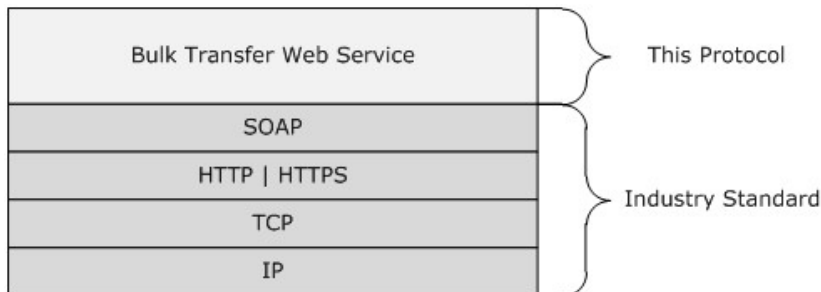 Bulk Transfer Web Service
This Protocol
SOAP
HTTP | HTTPS
Industry Standard
TCP
IP